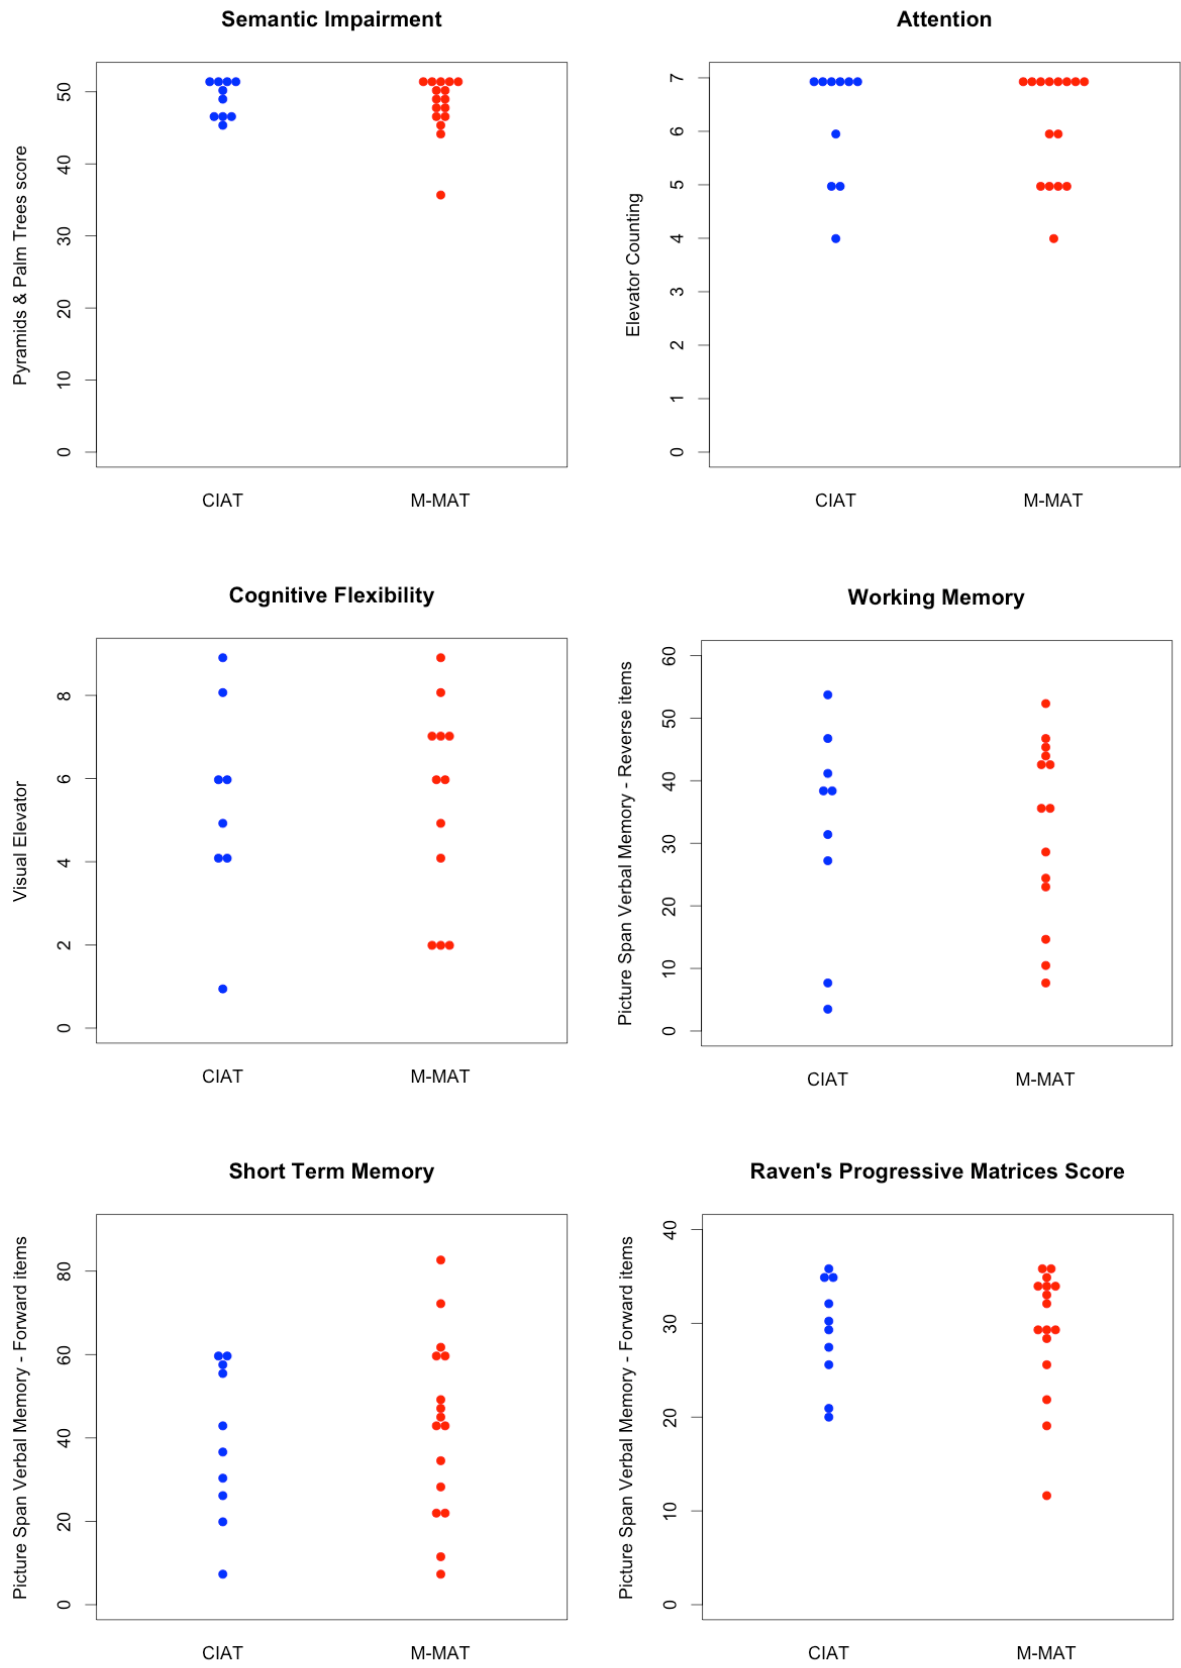 Semantic Impairment
Pyramids & Palm Trees score
50
40
30
20
10
0
CIAT M-MAT
Attention
Elevator Counting
7
6
5
4
3
2
1
0
CIAT M-MAT
Cognitive Flexibility
Visual Elevator
8
6
4
2
0
CIAT M-MAT
Working Memory
Picture Span Verbal Memory - Reverse items
60
50
40
30
20
10
0
CIAT M-MAT
Short Term Memory
Picture Span Verbal Memory - Forward items
80
60
40
20
0
CIAT M-MAT
Raven's Progressive Matrices Score
Picture Span Verbal Memory - Forward items
40
30
20
10
0
CIAT M-MAT